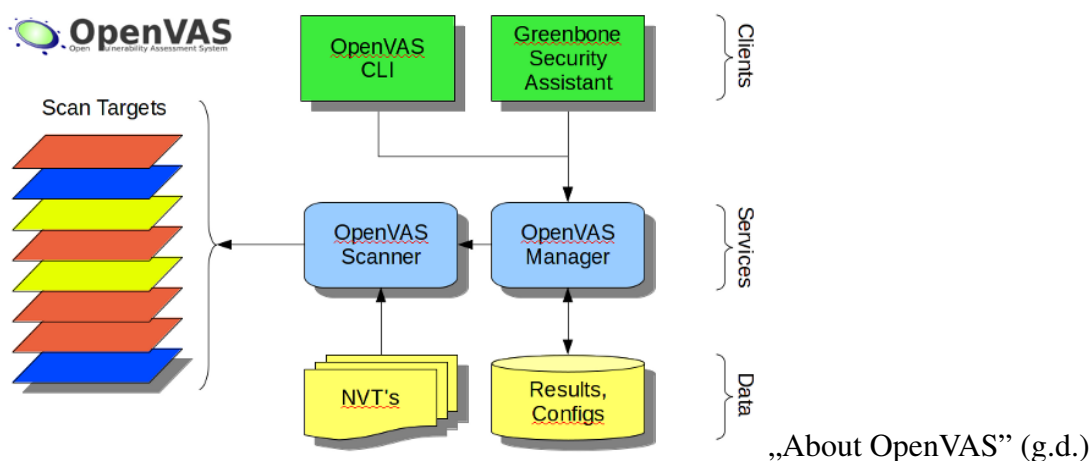 OpenVAS
Open Vulnerability Assessment System
OpenVAS
CLI
Greenbone
Security
Assistant
Clients
Scan Targets
OpenVAS
Scanner
OpenVAS
Manager
Services
NVT's
Results,
Configs
Data
„About OpenVAS” (g.d.)